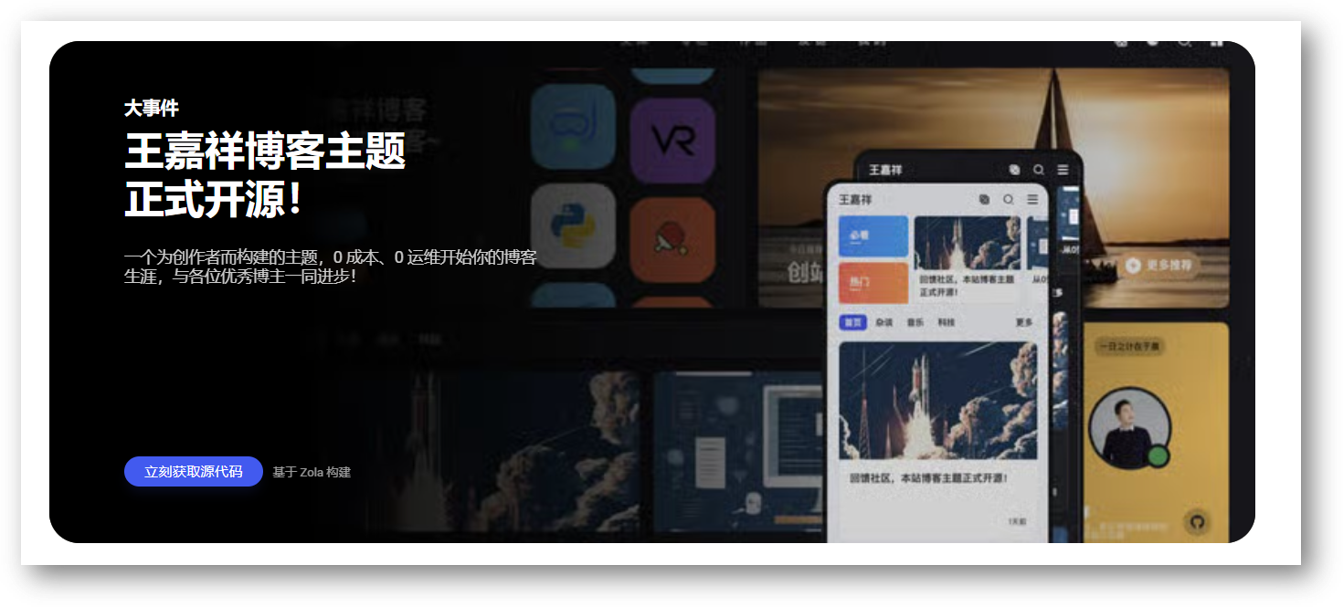 大事件
王嘉祥博客主题
正式开源！
一个为创作者而构建的主题，0 成本、0 运维开始你的博客
生涯，与各位优秀博主一同进步！
立刻获取源代码
基于 Zola 构建
VR
王嘉祥
王嘉祥
必看
热门
回馈社区，本站博客主题
正式开源！
首页
杂谈
音乐
科技
更多
回馈社区，本站博客主题正式开源！
1天前
更多推荐
一日之计在于晨